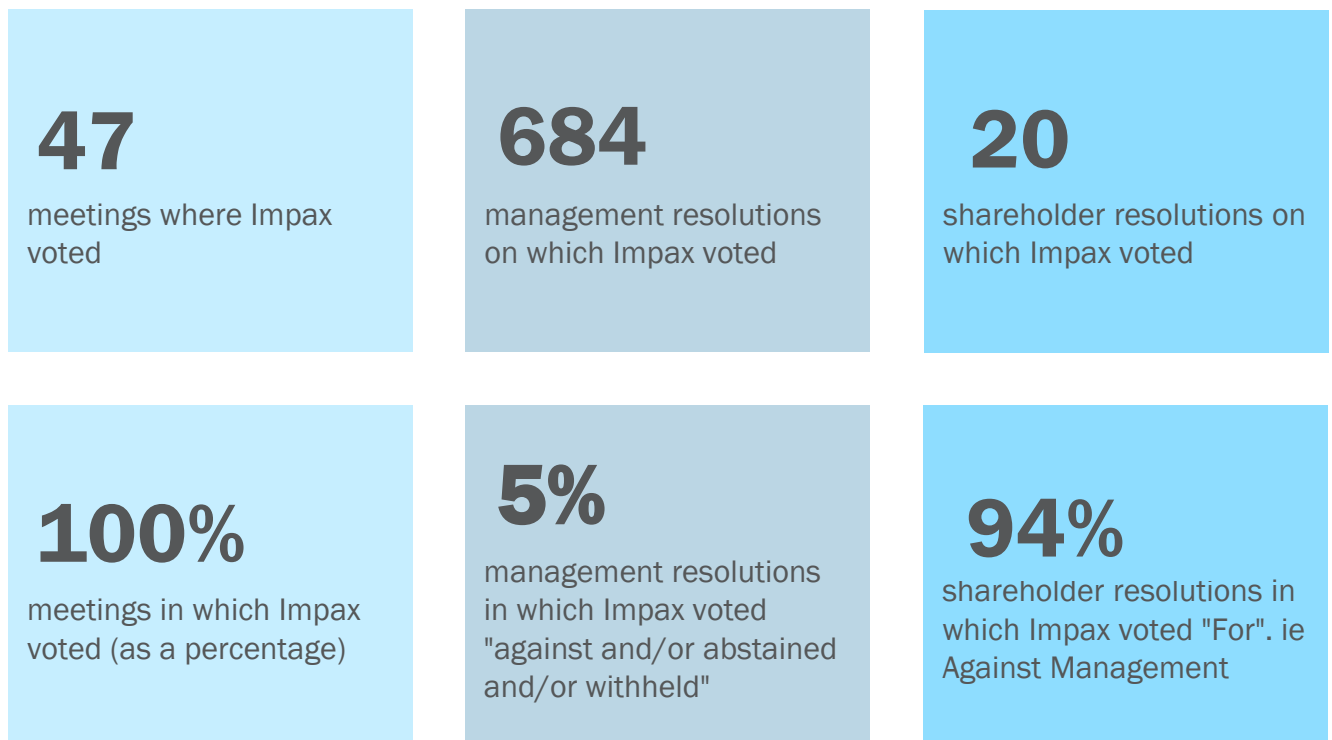 47
meetings where Impax
voted
684
management resolutions
on which Impax voted
20
shareholder resolutions on
which Impax voted
100%
meetings in which Impax
voted (as a percentage)
5%
management resolutions
in which Impax voted
"against and/or abstained
and/or withheld"
94%
shareholder resolutions in
which Impax voted "For". ie
Against Management